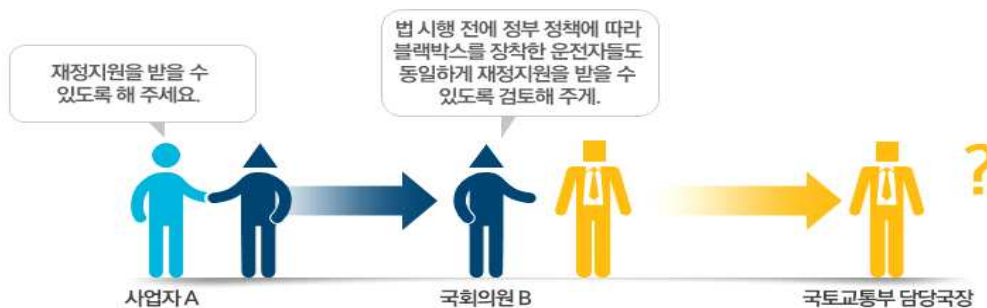 재정지원을 받을 수
있도록 해 주세요.
법 시행 전에 정부 정책에 따라
블랙박스를 장착한 운전자들도
동일하게 재정지원을 받을 수
있도록 검토해 주게.
?
사업자 A
국회의원 B
국토교통부 담당국장